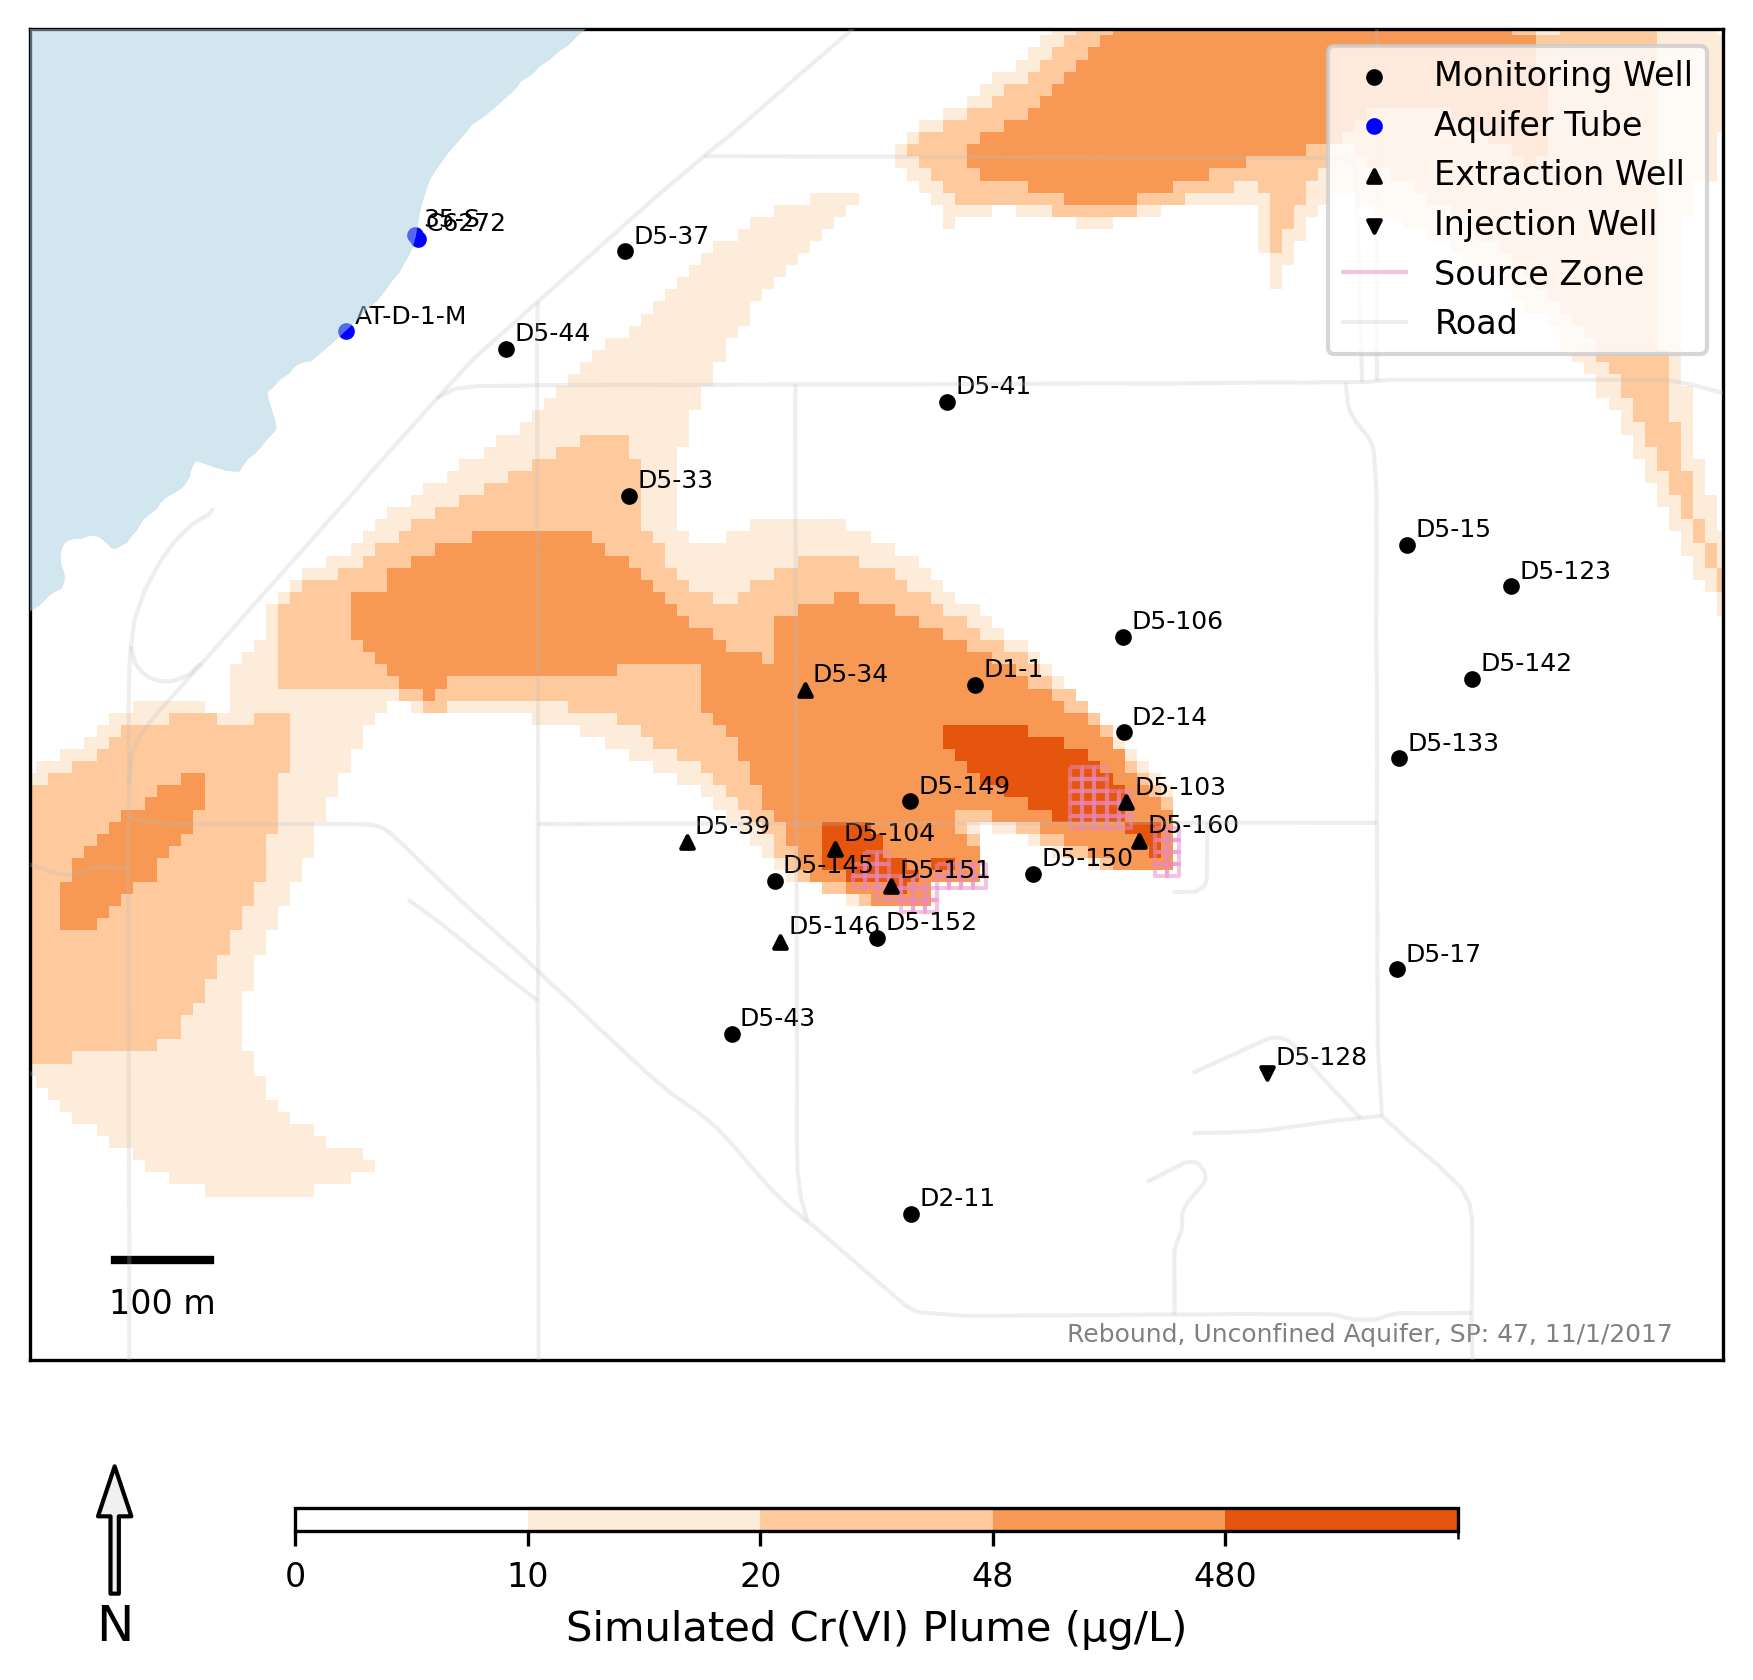 Monitoring Well
Aquifer Tube
Extraction Well
Injection Well
Source Zone
Road
35-S
C6272
D5-37
AT-D-1-M
D5-44
D5-41
D5-33
D5-15
D5-123
D5-106
D5-142
D5-34
D1-1
D2-14
D5-133
D5-149
D5-103
D5-39
D5-104
D5-160
D5-145
D5-151
D5-150
D5-146
D5-152
D5-17
D5-43
D5-128
D2-11
100 m
Rebound, Unconfined Aquifer, SP: 47, 11/1/2017
0 10 20 48 480
Simulated Cr(VI) Plume (μg/L)
N